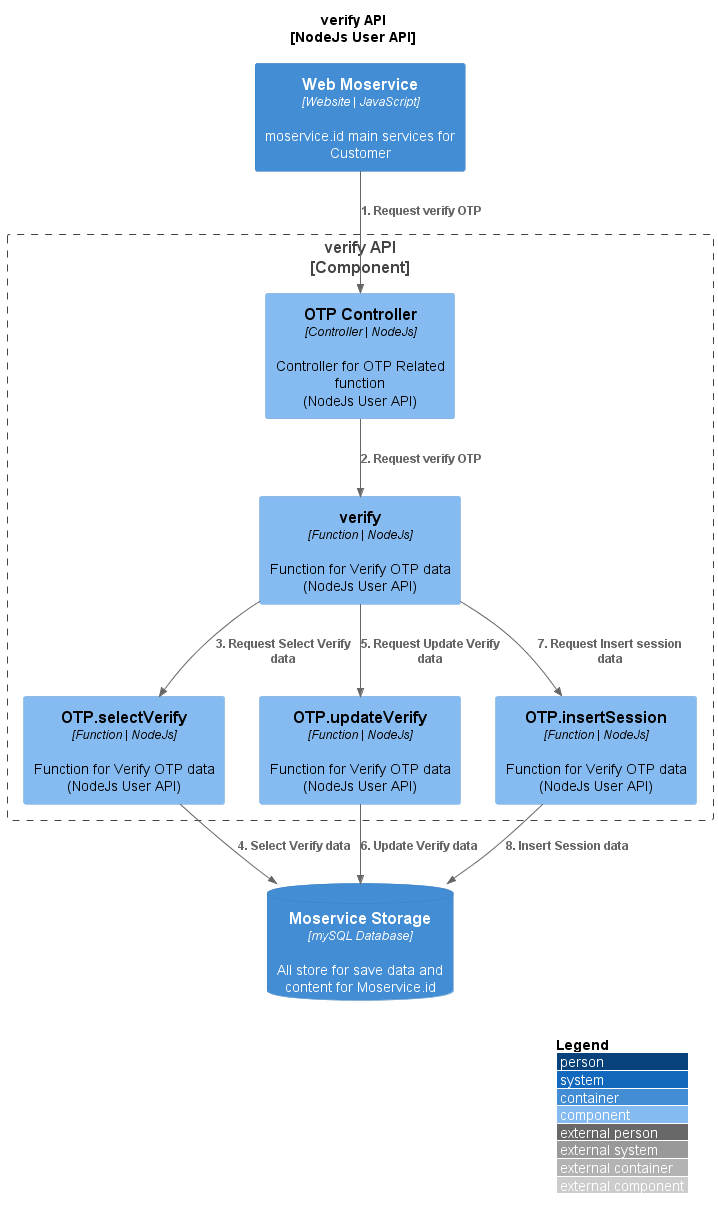 verify API
[NodeJs User API]
Web Moservice
[Website | JavaScript]
moservice.id main services for
Customer
1. Request verify OTP
verify API
[Component]
OTP Controller
[Controller | NodeJs]
Controller for OTP Related
function
(NodeJs User API)
2. Request verify OTP
verify
[Function | NodeJs]
Function for Verify OTP data
(NodeJs User API)
3. Request Select Verify
data
5. Request Update Verify
data
7. Request Insert session
data
OTP.selectVerify
[Function | NodeJs]
Function for Verify OTP data
(NodeJs User API)
OTP.updateVerify
[Function | NodeJs]
Function for Verify OTP data
(NodeJs User API)
OTP.insertSession
[Function | NodeJs]
Function for Verify OTP data
(NodeJs User API)
4. Select Verify data
6. Update Verify data
8. Insert Session data
Moservice Storage
[mySQL Database]
All store for save data and
content for Moservice.id
Legend
person
system
container
component
external person
external system
external container
external component